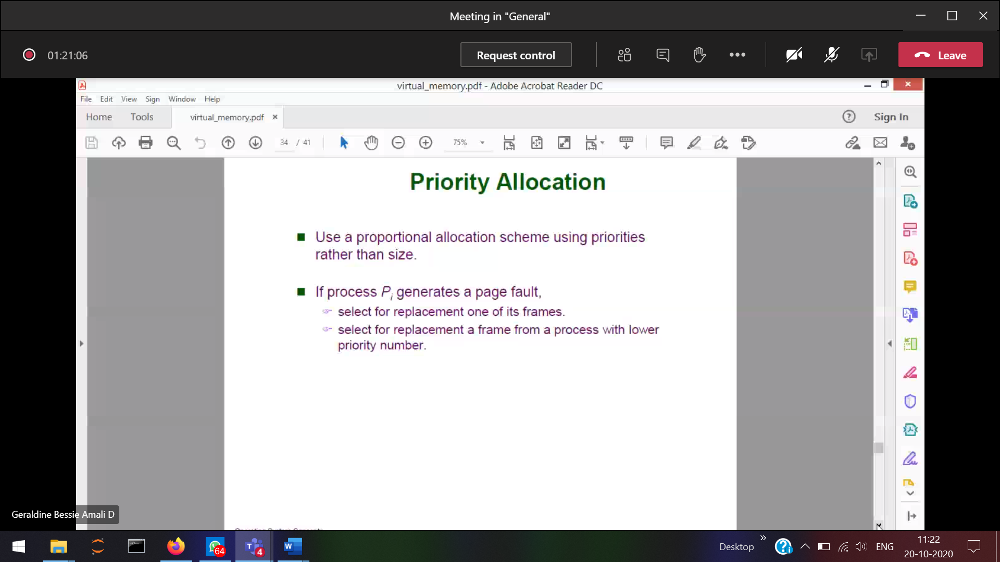 Meeting in "General"
01:21:06
Request control
Leave
virtual_memory.pdf - Adobe Acrobat Reader DC
File Edit View Sign Window Help
Home Tools virtual_memory.pdf Sign In
34 / 41 75%
Priority Allocation
Use a proportional allocation scheme using priorities
rather than size.
If process Pi generates a page fault,
select for replacement one of its frames.
select for replacement a frame from a process with lower
priority number.
Geraldine Bessie Amali D
64
4
Desktop
ENG
11:22
20-10-2020